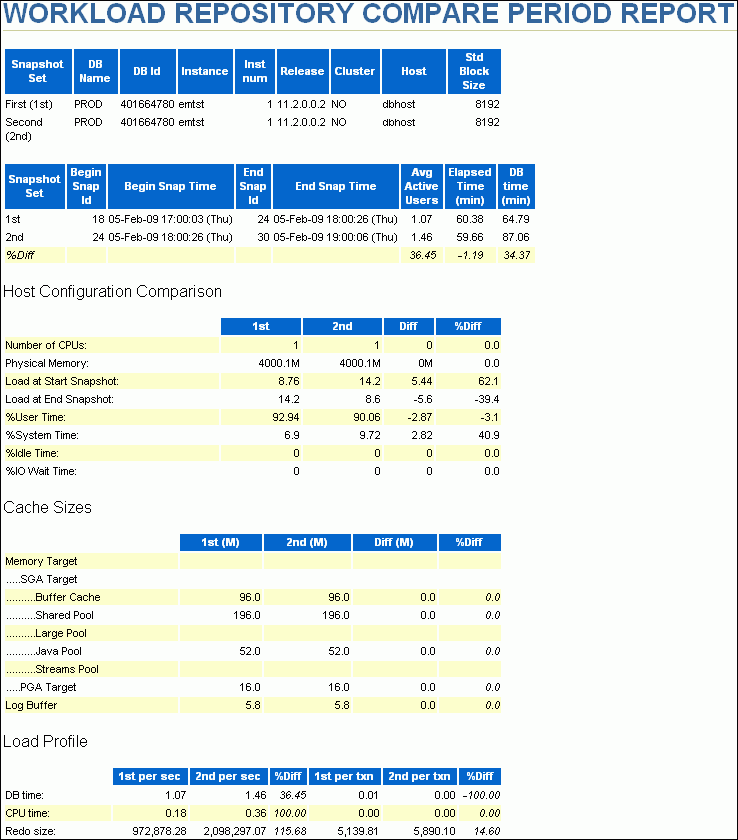 WORKLOAD REPOSITORY COMPARE PERIOD REPORT
Snapshot Set DB Name DB Id Instance Inst num Release Cluster Host Std Block Size
First (1st) PROD 401664780 emtst 1 11.2.0.0.2 NO dbhost 8192
Second (2nd) PROD 401664780 emtst 1 11.2.0.0.2 NO dbhost 8192
Snapshot Set Begin Snap Id Begin Snap Time End Snap Id End Snap Time Avg Active Users Elapsed Time (min) DB time (min)
1st 18 05-Feb-09 17:00:03 (Thu) 24 05-Feb-09 18:00:26 (Thu) 1.07 60.38 64.79
2nd 24 05-Feb-09 18:00:26 (Thu) 30 05-Feb-09 19:00:06 (Thu) 1.46 59.66 87.06
%Diff 36.45 -1.19 34.37
Host Configuration Comparison
1st 2nd Diff %Diff
Number of CPUs: 1 1 0 0.0
Physical Memory: 4000.1M 4000.1M 0M 0.0
Load at Start Snapshot: 8.76 14.2 5.44 62.1
Load at End Snapshot: 14.2 8.6 -5.6 -39.4
%User Time: 92.94 90.06 -2.87 -3.1
%System Time: 6.9 9.72 2.82 40.9
%Idle Time: 0 0 0 0.0
%IO Wait Time: 0 0 0 0.0
Cache Sizes
1st (M) 2nd (M) Diff (M) %Diff
Memory Target
.....SGA Target
..........Buffer Cache 96.0 96.0 0.0 0.0
..........Shared Pool 196.0 196.0 0.0 0.0
..........Large Pool
..........Java Pool 52.0 52.0 0.0 0.0
..........Streams Pool
.....PGA Target 16.0 16.0 0.0 0.0
Log Buffer 5.8 5.8 0.0 0.0
Load Profile
1st per sec 2nd per sec %Diff 1st per txn 2nd per txn %Diff
DB time: 1.07 1.46 36.45 0.01 0.00 -100.00
CPU time: 0.18 0.36 100.00 0.00 0.00 0.00
Redo size: 972,878.28 2,098,297.07 115.68 5,139.81 5,890.10 14.60